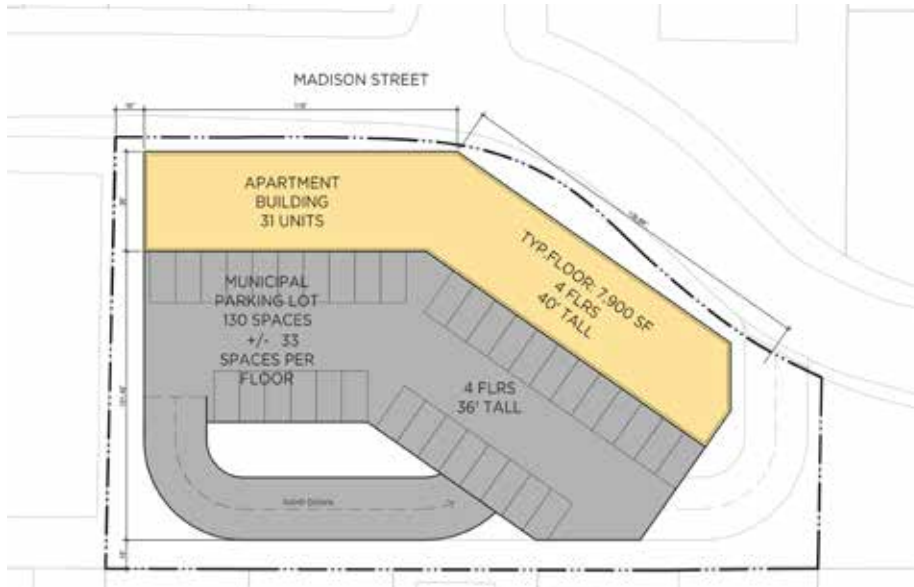 MADISON STREET
APARTMENT
BUILDING
31 UNITS
TYP.FLOOR: 7,900 SF
4 FLRS
40' TALL
MUNICIPAL
PARKING LOT
130 SPACES
+/- 33
SPACES PER
FLOOR
4 FLRS
36' TALL